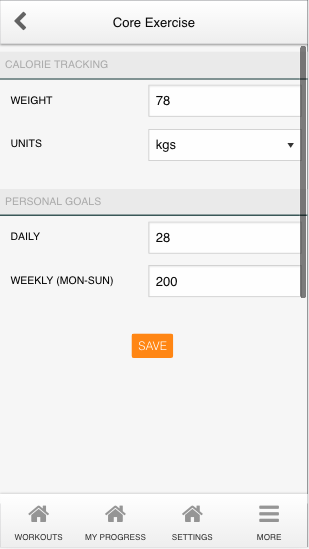 Core Exercise
CALORIE TRACKING
WEIGHT 78
UNITS kgs
PERSONAL GOALS
DAILY 28
WEEKLY (MON-SUN) 200
SAVE
WORKOUTS MY PROGRESS SETTINGS MORE